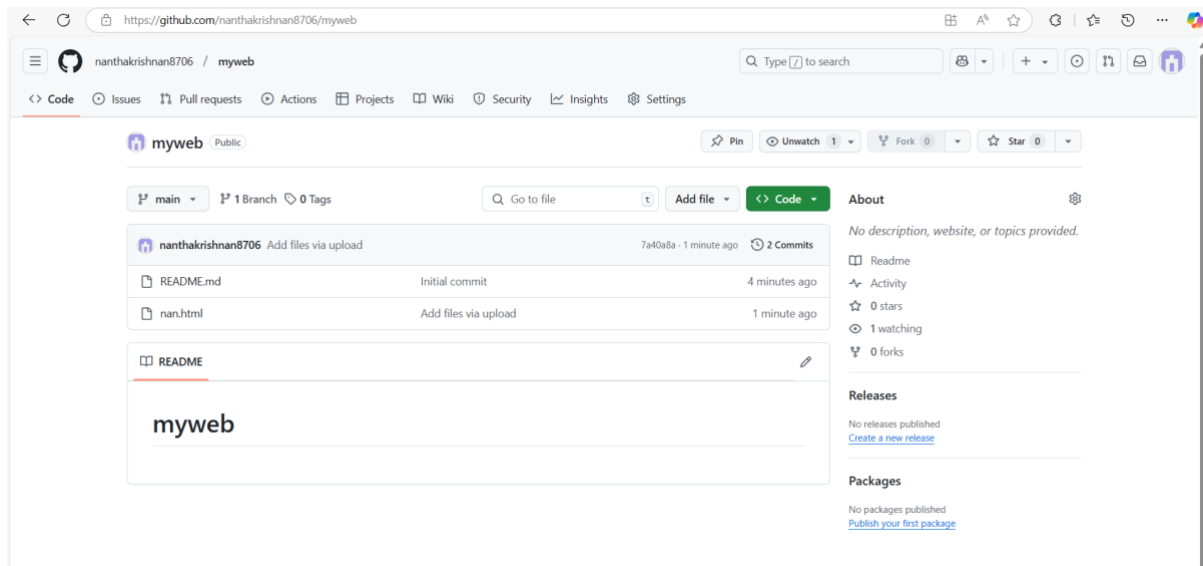 https://github.com/nanthakrishnan8706/myweb
nanthakrishnan8706 / myweb
Type / to search
Code Issues Pull requests Actions Projects Wiki Security Insights Settings
myweb Public
Pin Unwatch 1 Fork 0 Star 0
main 1 Branch 0 Tags Go to file t Add file Code
nanthakrishnan8706 Add files via upload 7a40a8a · 1 minute ago 2 Commits
README.md Initial commit 4 minutes ago
nan.html Add files via upload 1 minute ago
README
myweb
About
No description, website, or topics provided.
Readme
Activity
0 stars
1 watching
0 forks
Releases
No releases published
Create a new release
Packages
No packages published
Publish your first package